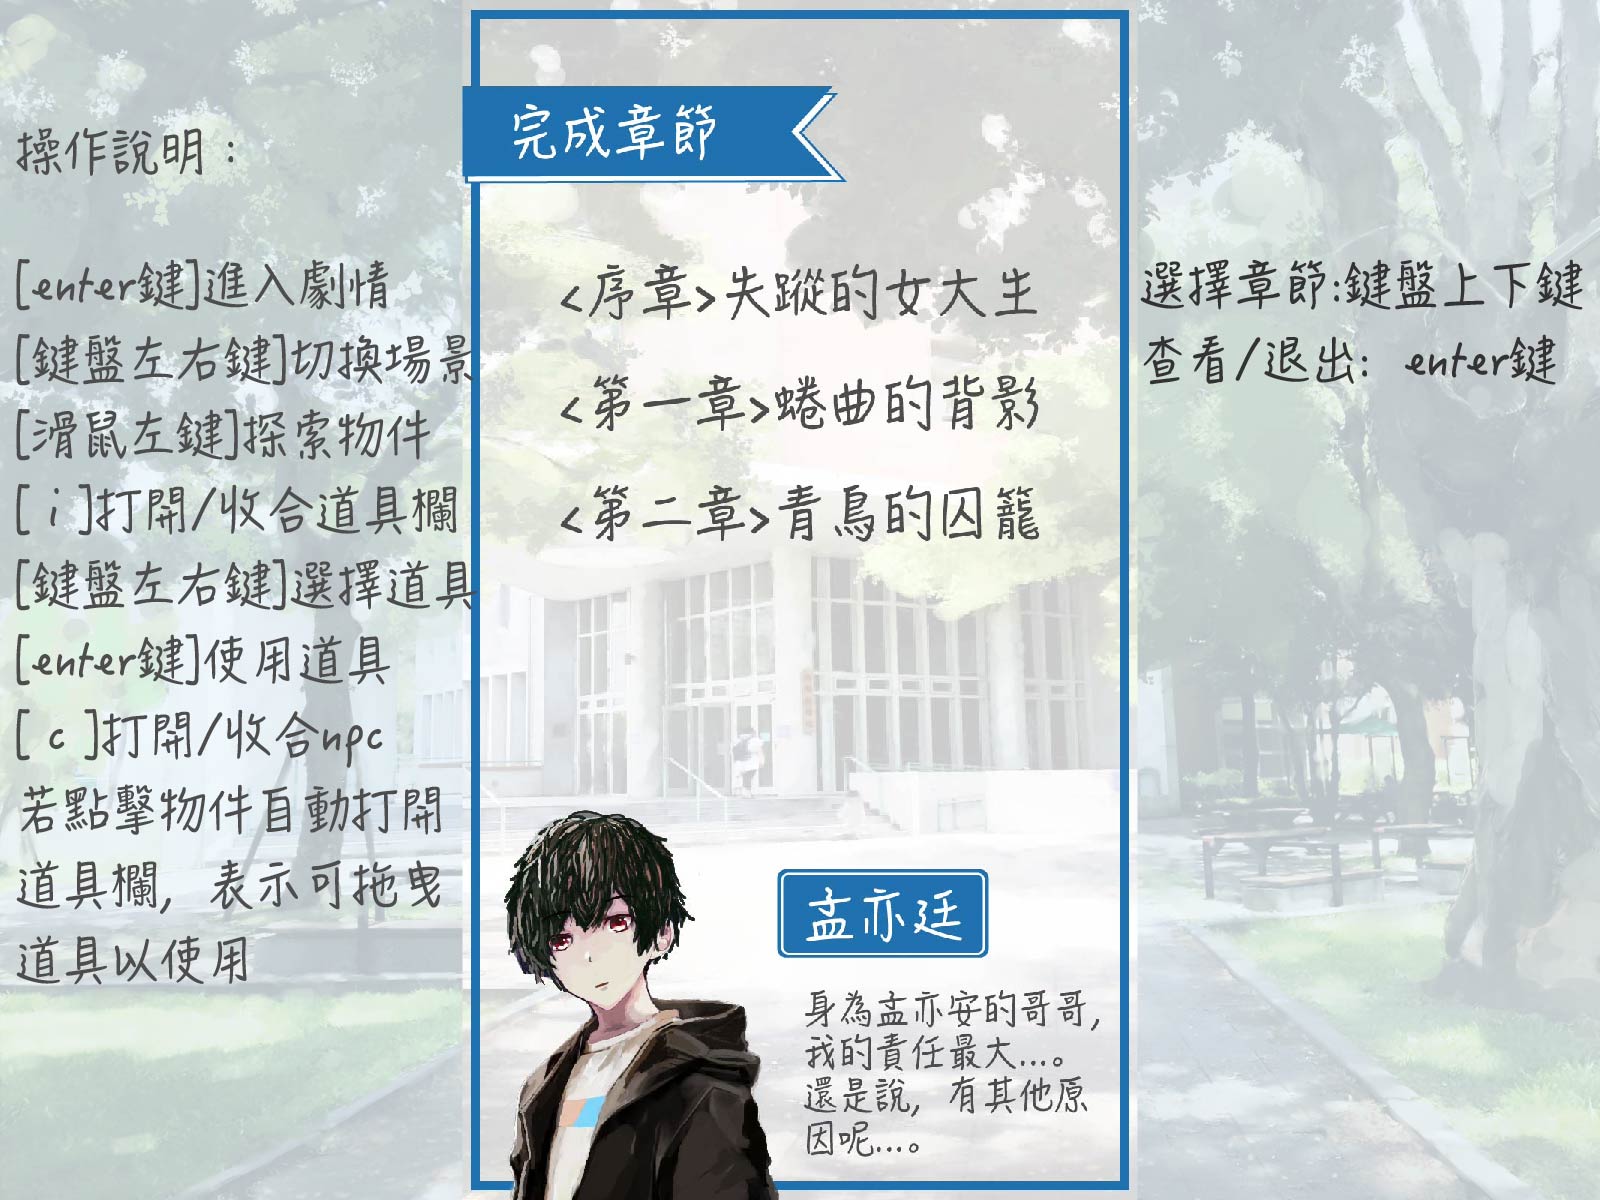 操作說明：
[enter鍵]進入劇情
[鍵盤左右鍵]切換場景
[滑鼠左鍵]探索物件
[ i ]打開/收合道具欄
[鍵盤左右鍵]選擇道具
[enter鍵]使用道具
[ c ]打開/收合npc
若點擊物件自動打開
道具欄，表示可拖曳
道具以使用
完成章節
<序章>失蹤的女大生
<第一章>蜷曲的背影
<第二章>青鳥的囚籠
孟亦廷
身為孟亦安的哥哥，
我的責任最大…。
還是說，有其他原
因呢…。
選擇章節:鍵盤上下鍵
查看/退出: enter鍵